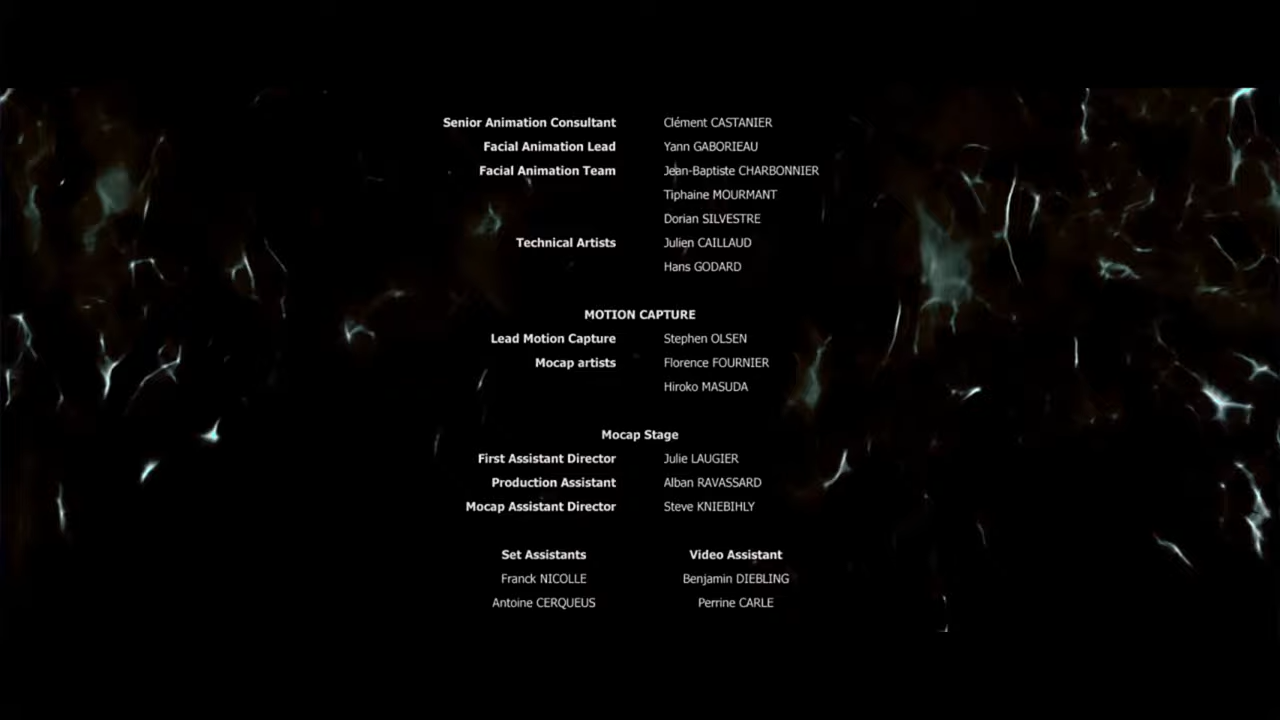 Senior Animation Consultant Clément CASTANIER
Facial Animation Lead Yann GABORIEAU
Facial Animation Team Jean-Baptiste CHARBONNIER
Tiphaine MOURMANT
Dorian SILVESTRE
Technical Artists Julien CAILLAUD
Hans GODARD
MOTION CAPTURE
Lead Motion Capture Stephen OLSEN
Mocap artists Florence FOURNIER
Hiroko MASUDA
Mocap Stage
First Assistant Director Julie LAUGIER
Production Assistant Alban RAVASSARD
Mocap Assistant Director Steve KNIEBIHLY
Set Assistants Video Assistant
Franck NICOLLE Benjamin DIEBLING
Antoine CERQUEUS Perrine CARLE